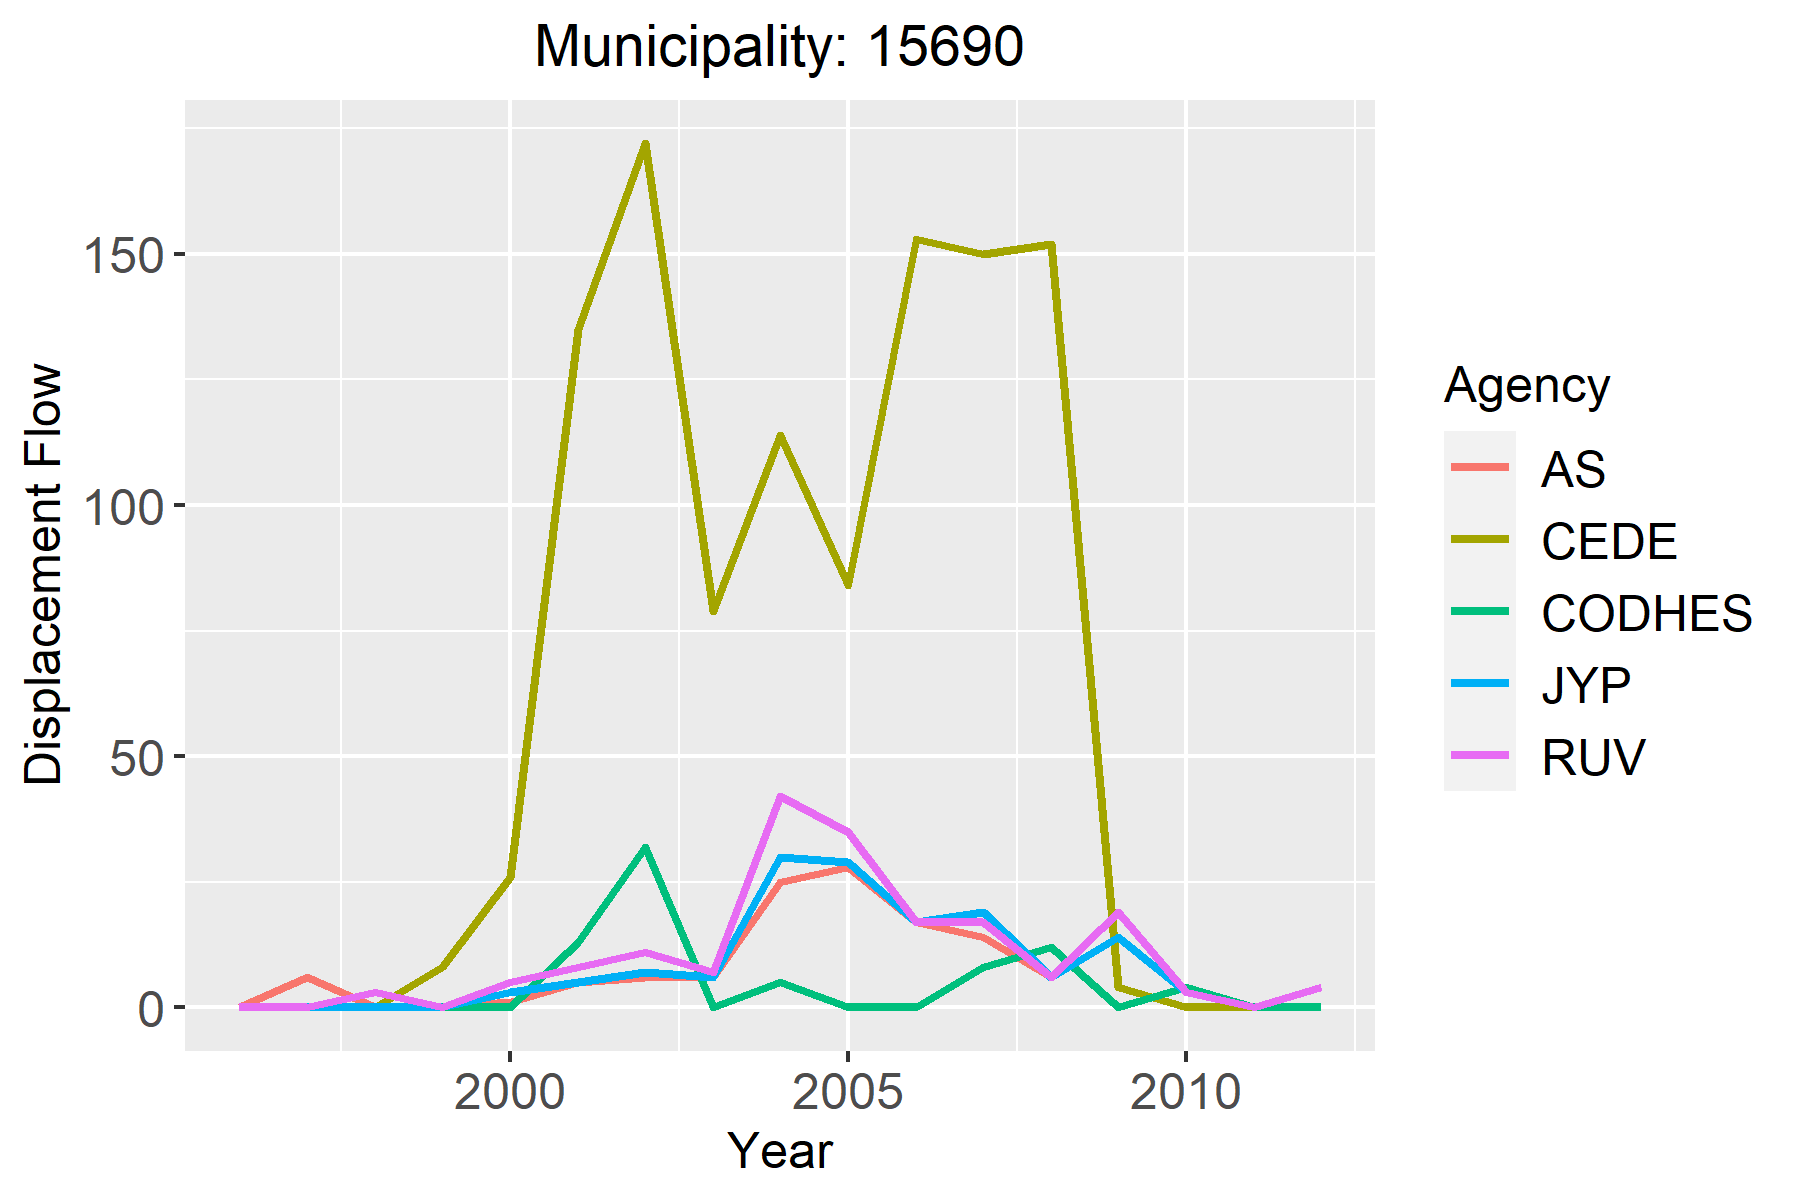 Municipality: 15690
Displacement Flow
150
100
50
0
2000 2005 2010
Year
Agency
AS
CEDE
CODHES
JYP
RUV